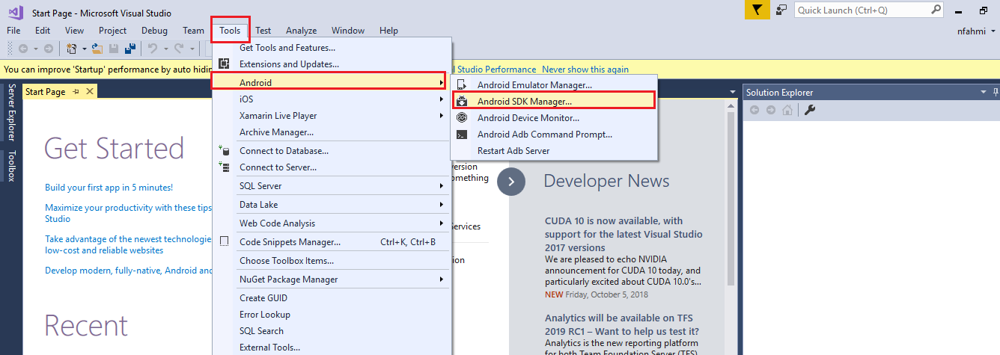 Start Page - Microsoft Visual Studio
Quick Launch (Ctrl+Q)
File Edit View Project Debug Team Tools Test Analyze Window Help
nfahmi
You can improve 'Startup' performance by auto hiding
l Studio Performance Never show this again
Server Explorer
Toolbox
Start Page
Get Started
Build your first app in 5 minutes!
Maximize your productivity with these tips
Studio
Take advantage of the newest technologies
low-cost and reliable websites
Develop modern, fully-native, Android and
Recent
Get Tools and Features...
Extensions and Updates...
Android
iOS
Xamarin Live Player
Archive Manager...
Connect to Database...
Connect to Server...
SQL Server
Data Lake
Web Code Analysis
Code Snippets Manager... Ctrl+K, Ctrl+B
Choose Toolbox Items...
NuGet Package Manager
Create GUID
Error Lookup
SQL Search
External Tools...
Android Emulator Manager...
Android SDK Manager...
Android Device Monitor...
Android Adb Command Prompt...
Restart Adb Server
version
omething
Services
ion
Developer News
CUDA 10 is now available, with
support for the latest Visual Studio
2017 versions
We are pleased to echo NVIDIA
announcement for CUDA 10 today, and
particularly excited about CUDA 10.0's...
NEW Friday, October 5, 2018
Analytics will be available on TFS
2019 RC1 – Want to help us test it?
Analytics is the new reporting platform
for both Team Foundation Server (TFS)
Solution Explorer